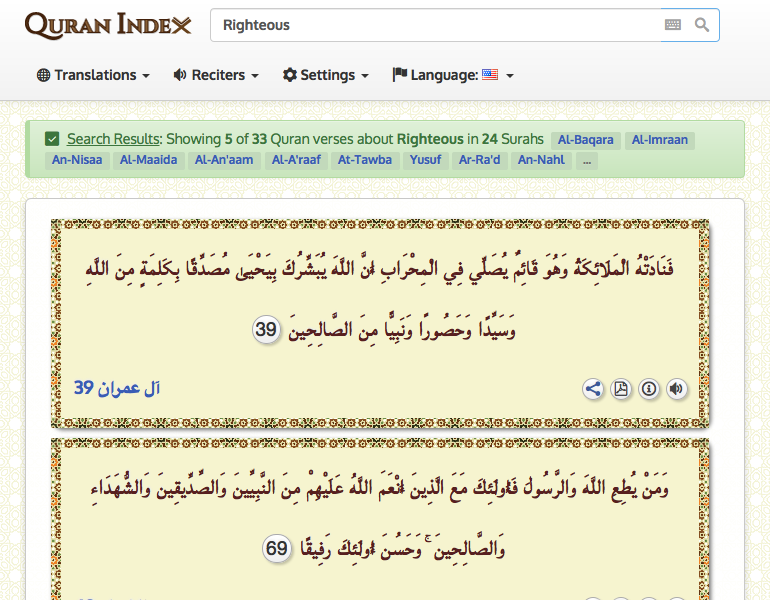 QURAN INDEX
Righteous
Translations
Reciters
Settings
Language:
Search Results: Showing 5 of 33 Quran verses about Righteous in 24 Surahs Al-Baqara Al-Imraan
An-Nisaa Al-Maaida Al-An'aam Al-A'raaf At-Tawba Yusuf Ar-Ra'd An-Nahl ...
فَنَادَتْهُ الْمَلَائِكَةُ وَهُوَ قَائِمٌ يُصَلِّي فِي الْمِحْرَابِ أَنَّ اللَّهَ يُبَشِّرُكَ بِيَحْيَىٰ مُصَدِّقًا بِكَلِمَةٍ مِنَ اللَّهِ
وَسَيِّدًا وَحَصُورًا وَنَبِيًّا مِنَ الصَّالِحِينَ 39
آل عمران 39
وَمَنْ يُطِعِ اللَّهَ وَالرَّسُولَ فَأُولَٰئِكَ مَعَ الَّذِينَ أَنْعَمَ اللَّهُ عَلَيْهِمْ مِنَ النَّبِيِّينَ وَالصِّدِّيقِينَ وَالشُّهَدَاءِ
وَالصَّالِحِينَ ۚ وَحَسُنَ أُولَٰئِكَ رَفِيقًا 69